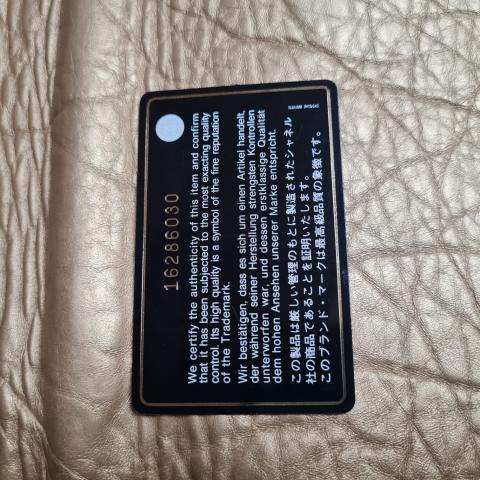 16286030
We certify the authenticity of this item and confirm
that it has been subjected to the most exacting quality
control. Its high quality is a symbol of the fine reputation
of the Trademark.
Wir bestätigen, dass es sich um einen Artikel handelt,
der während seiner Herstellung strengsten Kontrollen
unterworfen war, und dessen erstklassige Qualität
dem hohen Ansehen unserer Marke entspricht.
この製品は厳しい管理のもとに製造されたシャネル
社の商品であることを証明いたします。
このブランド・マークは最高級品質の象徴です。